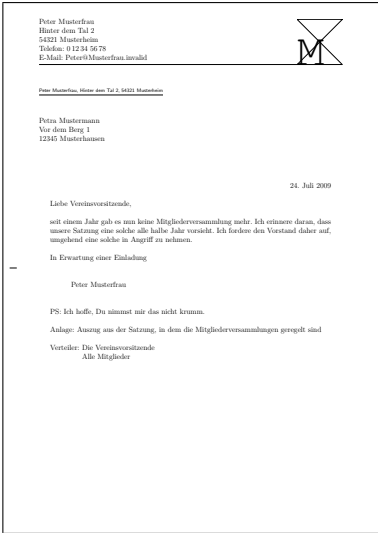 Peter Musterfrau
Hinter dem Tal 2
54321 Musterheim
Telefon: 0 12 34 56 78
E-Mail: Peter@Musterfrau.invalid
M
Peter Musterfrau, Hinter dem Tal 2, 54321 Musterheim
Petra Mustermann
Vor dem Berg 1
12345 Musterhausen
24. Juli 2009
Liebe Vereinsvorsitzende,
seit einem Jahr gab es nun keine Mitgliederversammlung mehr. Ich erinnere daran, dass
unsere Satzung eine solche alle halbe Jahr vorsieht. Ich fordere den Vorstand daher auf,
umgehend eine solche in Angriff zu nehmen.
In Erwartung einer Einladung
Peter Musterfrau
PS: Ich hoffe, Du nimmst mir das nicht krumm.
Anlage: Auszug aus der Satzung, in dem die Mitgliederversammlungen geregelt sind
Verteiler: Die Vereinsvorsitzende
Alle Mitglieder